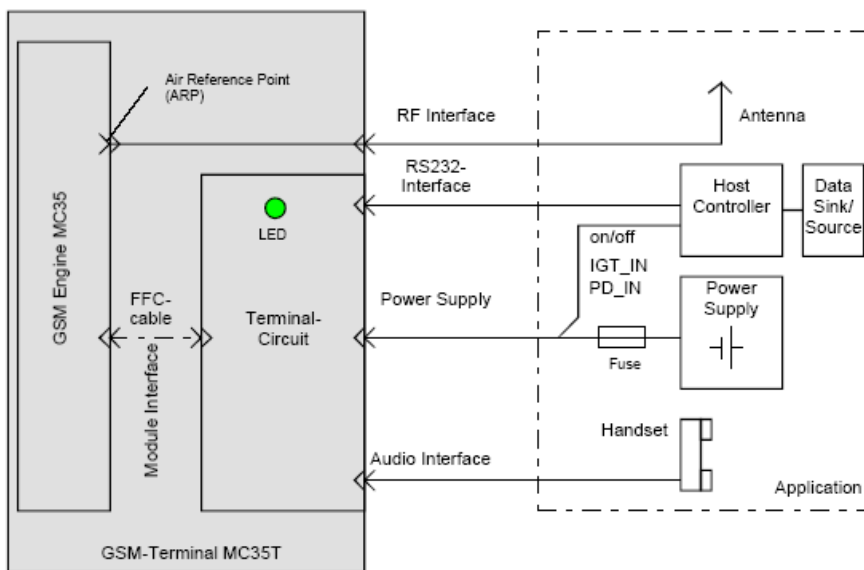 Air Reference Point
(ARP)
RF Interface
Antenna
RS232-
Interface
Host
Controller
Data
Sink/
Source
LED
on/off
IGT_IN
PD_IN
GSM Engine MC35
FFC-
cable
Module Interface
Terminal-
Circuit
Power Supply
Power
Supply
Fuse
Handset
Audio Interface
Application
GSM-Terminal MC35T